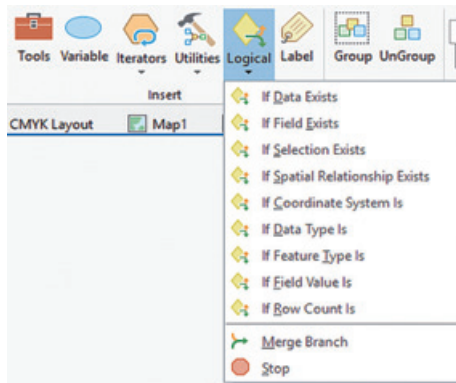 Tools Variable Iterators Utilities Logical Label Group UnGroup
Insert
CMYK Layout Map1
If Data Exists
If Field Exists
If Selection Exists
If Spatial Relationship Exists
If Coordinate System Is
If Data Type Is
If Feature Type Is
If Field Value Is
If Row Count Is
Merge Branch
Stop